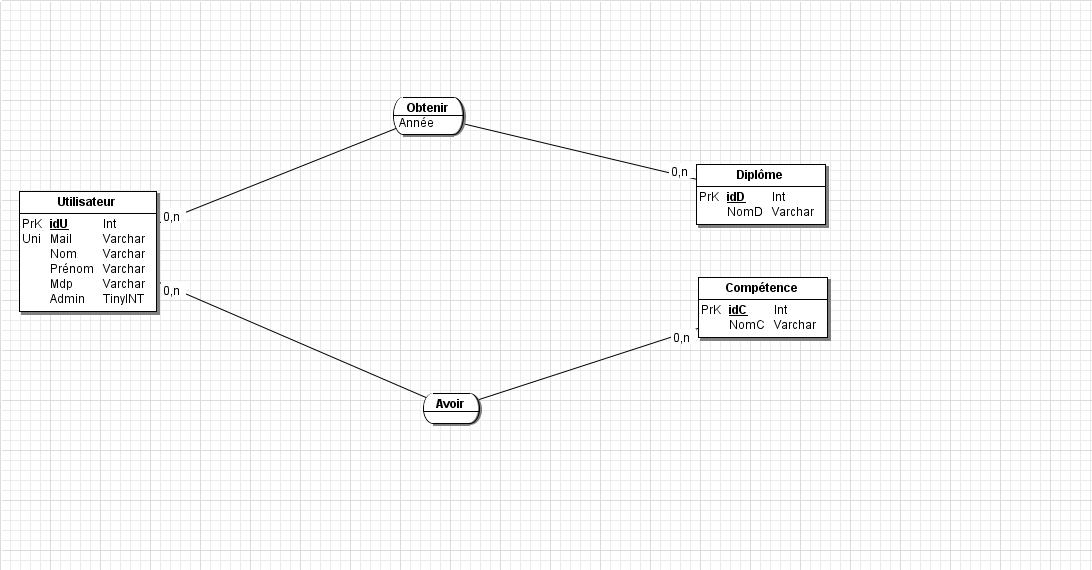 Obtenir
Année
0,n
Diplôme
PrK idD Int
NomD Varchar
Utilisateur
PrK idU Int
Uni Mail Varchar
Nom Varchar
Prénom Varchar
Mdp Varchar
Admin TinyINT
0,n
0,n
Compétence
PrK idC Int
NomC Varchar
0,n
Avoir